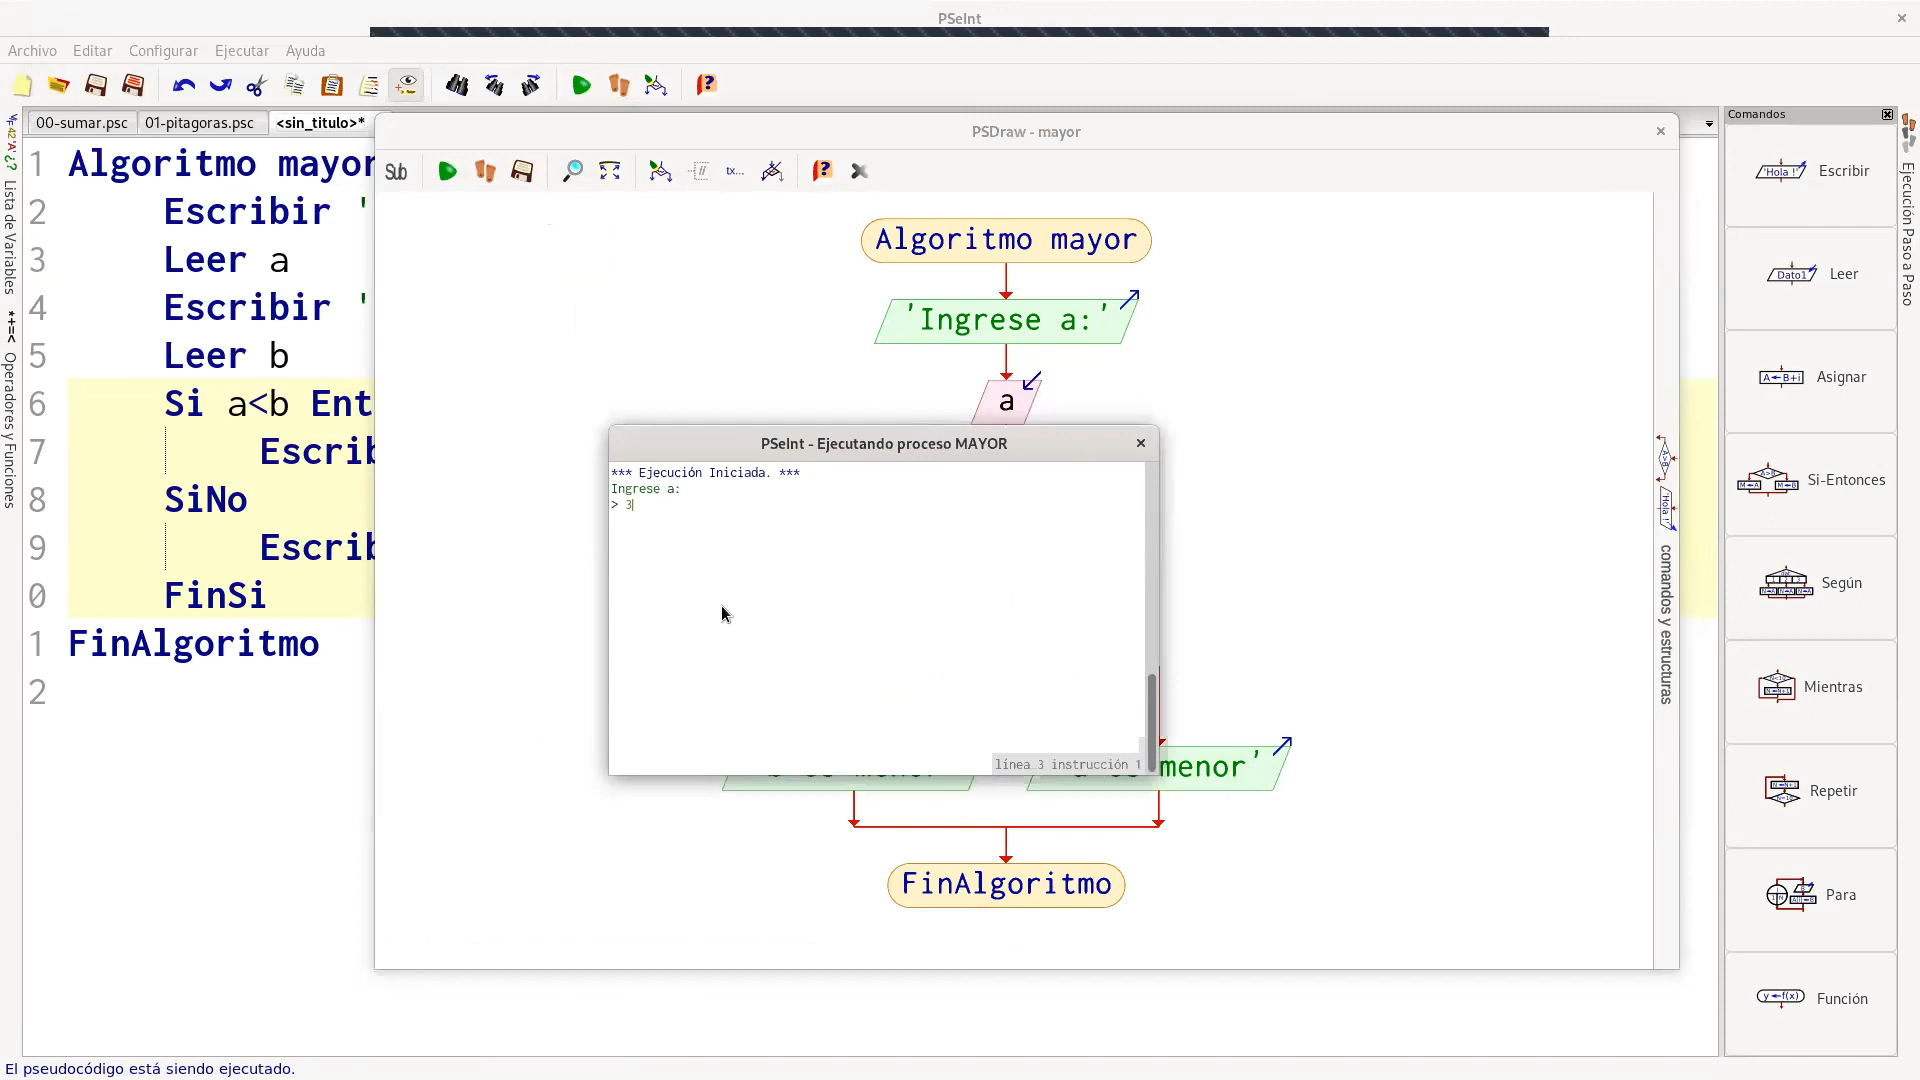 PSeInt
Archivo Editar Configurar Ejecutar Ayuda
00-sumar.psc 01-pitagoras.psc <sin_titulo>*
1 Algoritmo mayor
2 Escribir '
3 Leer a
4 Escribir '
5 Leer b
6 Si a<b Ent
7 Escrib
8 SiNo
9 Escrib
0 FinSi
1 FinAlgoritmo
2
Lista de Variables
Operadores y Funciones
PSDraw - mayor
Sub
Algoritmo mayor
'Ingrese a:'
a
PSeInt - Ejecutando proceso MAYOR
*** Ejecución Iniciada. ***
Ingrese a:
> 3
línea 3 instrucción 1
menor'
FinAlgoritmo
comandos y estructuras
Comandos
'Hola !' Escribir
Dato1 Leer
A←B+i Asignar
Si-Entonces
Según
Mientras
Repetir
Para
y←f(x) Función
Ejecución Paso a Paso
El pseudocódigo está siendo ejecutado.